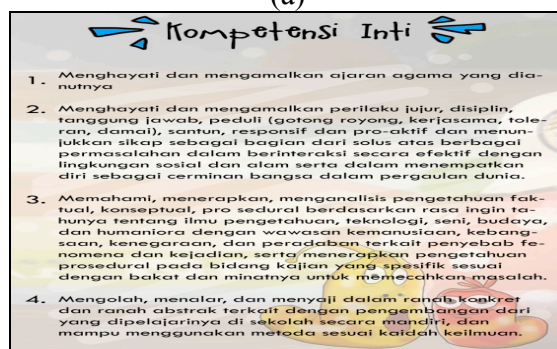 (a)
Kompetensi Inti
1. Menghayati dan mengamalkan ajaran agama yang dia-
nutnya
2. Menghayati dan mengamalkan perilaku jujur, disiplin,
tanggung jawab, peduli (gotong royong, kerjasama, tole-
ran, damai), santun, responsif dan pro-aktif dan menun-
jukkan sikap sebagai bagian dari solus atas berbagai
permasalahan dalam berinteraksi secara efektif dengan
lingkungan sosial dan alam serta dalam menempatkan
diri sebagai cerminan bangsa dalam pergaulan dunia.
3. Memahami, menerapkan, menganalisis pengetahuan fak-
tual, konseptual, pro sedural berdasarkan rasa ingin ta-
hunya tentang ilmu pengetahuan, teknologi, seni, budaya,
dan humaniora dengan wawasan kemanusiaan, kebang-
saan, kenegaraan, dan peradaban terkait penyebab fe-
nomena dan kejadian, serta menerapkan pengetahuan
prosedural pada bidang kajian yang spesifik sesuai
dengan bakat dan minatnya untuk memecahkan masalah.
4. Mengolah, menalar, dan menyaji dalam ranah konkret
dan ranah abstrak terkait dengan pengembangan dari
yang dipelajarinya di sekolah secara mandiri, dan
mampu menggunakan metoda sesuai kaidah keilmuan.